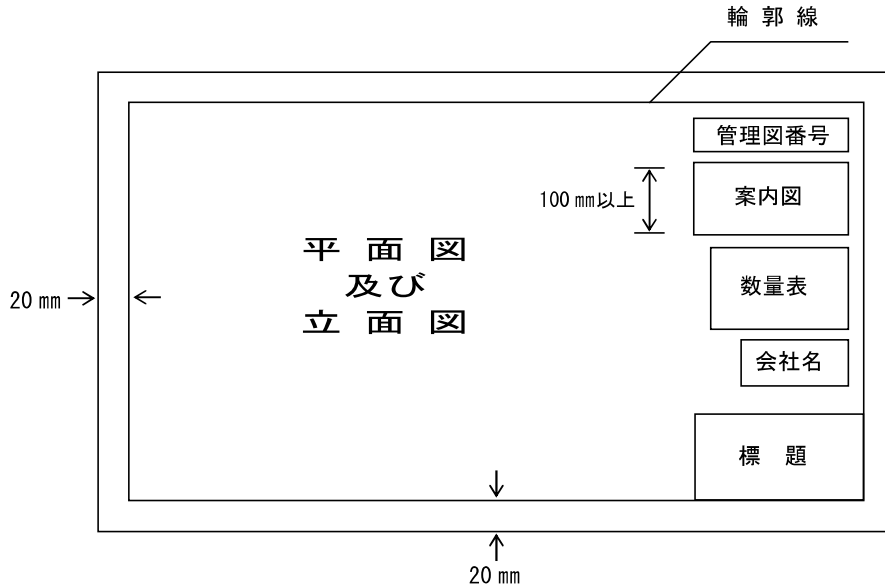 輪郭線
管理図番号
100㎜以上
案内図
平面図
及び
立面図
数量表
20㎜
会社名
標題
20㎜